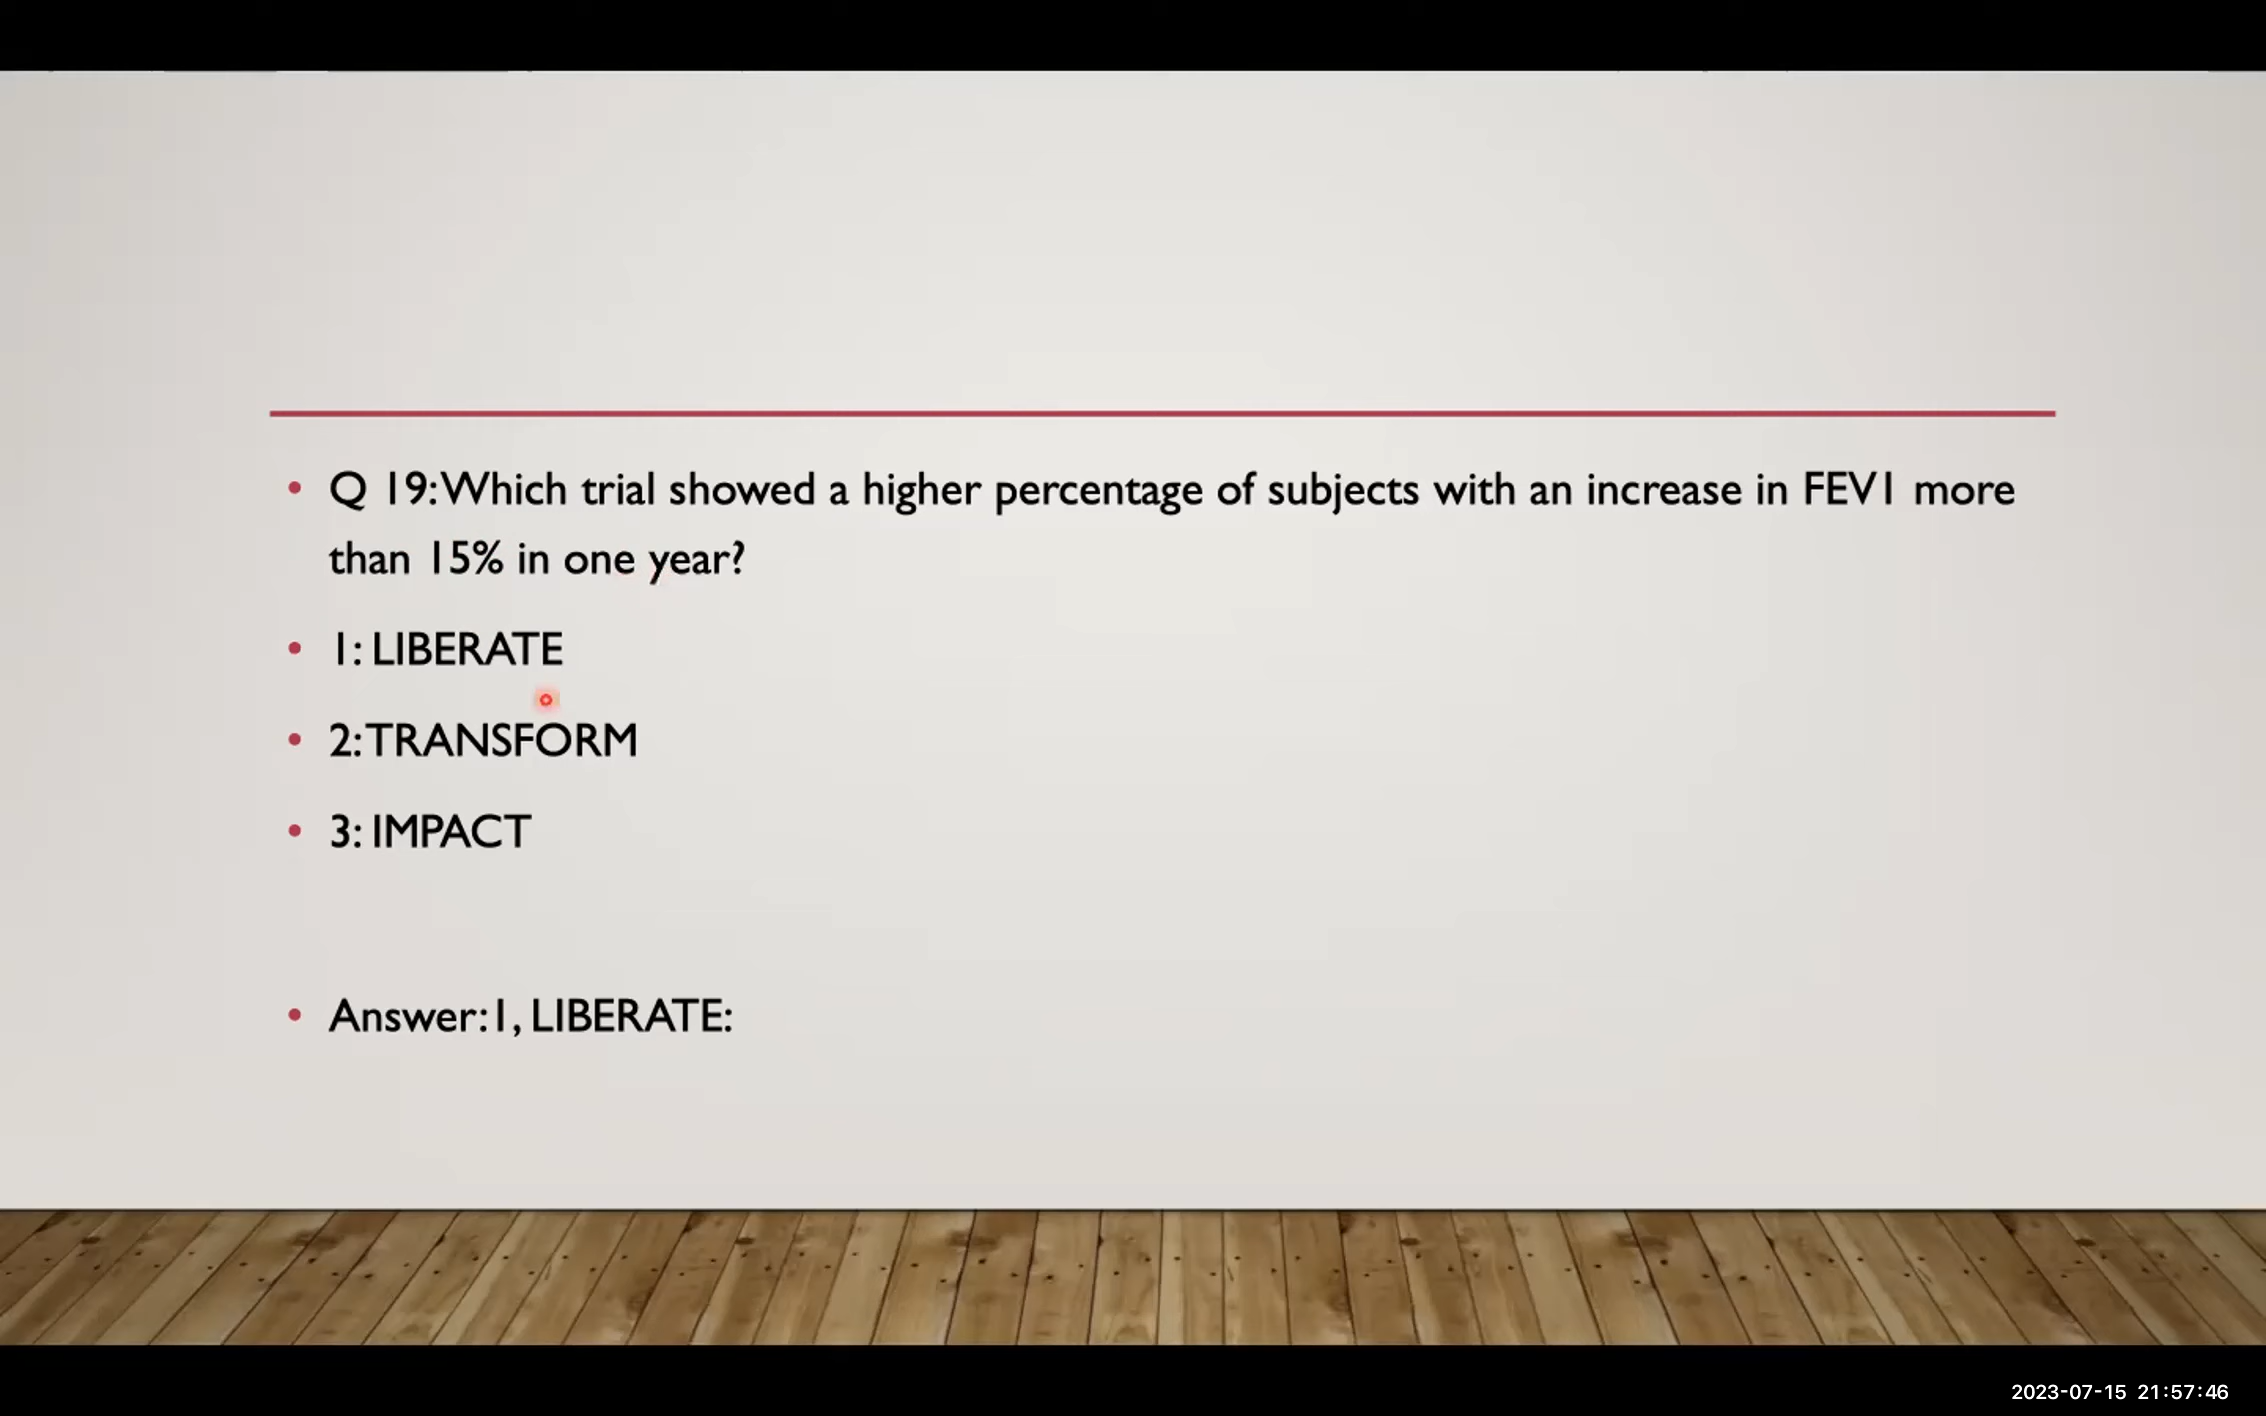 • Q 19: Which trial showed a higher percentage of subjects with an increase in FEV1 more
than 15% in one year?
• 1: LIBERATE
• 2: TRANSFORM
• 3: IMPACT
• Answer: 1, LIBERATE:
2023-07-15 21:57:46